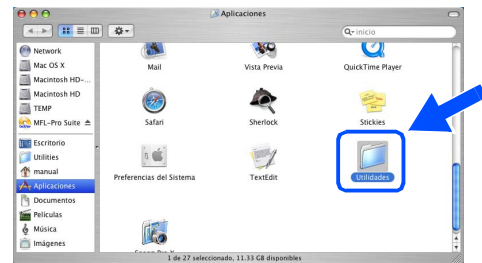 Aplicaciones
inicio
Network
Mac OS X
Macintosh HD-...
Macintosh HD
TEMP
MFL-Pro Suite
Escritorio
Utilities
manual
Aplicaciones
Documentos
Películas
Música
Imágenes
Mail
Vista Previa
QuickTime Player
Safari
Sherlock
Stickies
Preferencias del Sistema
TextEdit
Utilidades
1 de 27 seleccionado, 11.33 GB disponibles